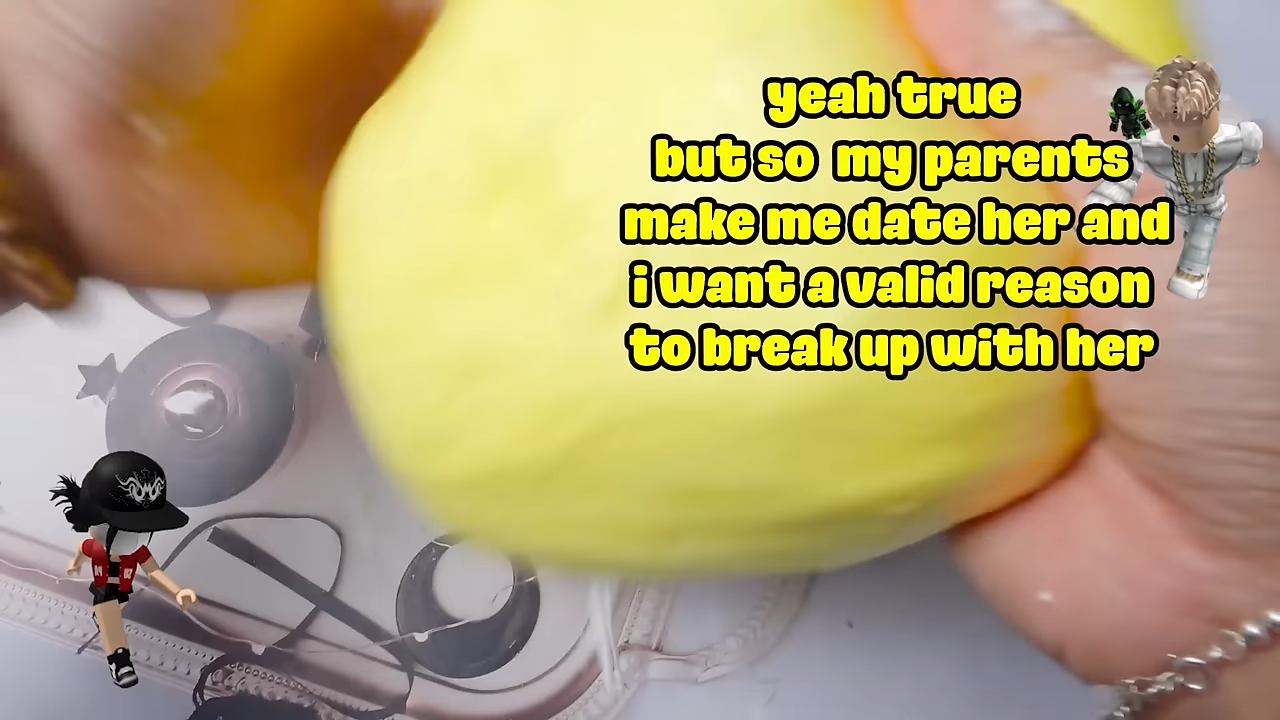 yeah true
but so my parents
make me date her and
i want a valid reason
to break up with her